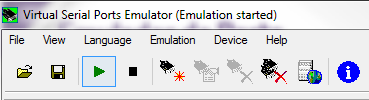 Virtual Serial Ports Emulator (Emulation started)
File View Language Emulation Device Help